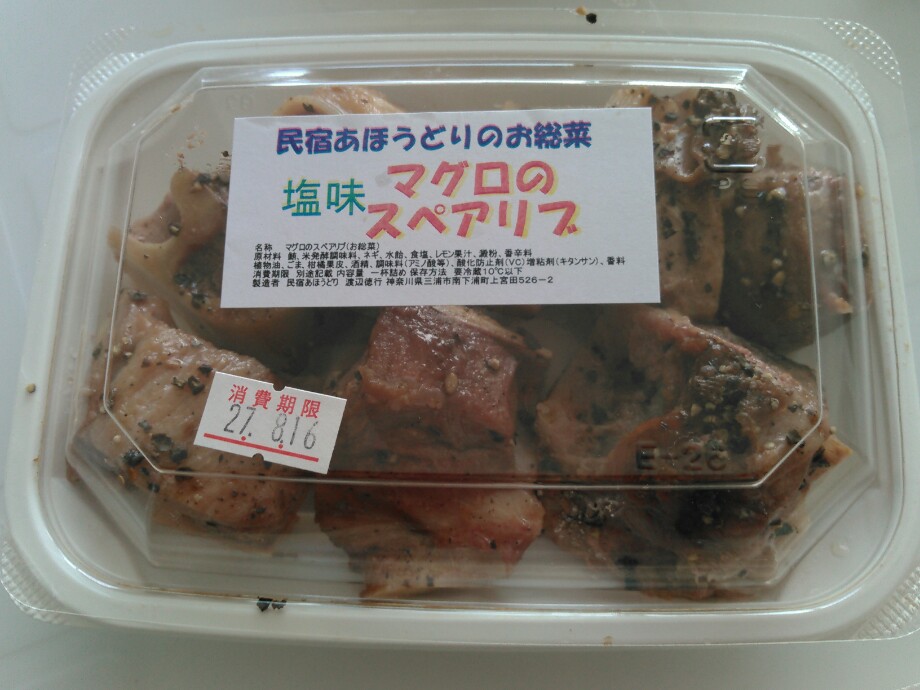 民宿あほうどりのお総菜
塩味 マグロの
スペアリブ
名称 マグロのスペアリブ(お総菜)
原材料 鮪、米発酵調味料、ネギ、水飴、食塩、レモン果汁、澱粉、香辛料
植物油、ごま、柑橘果皮、酒精、調味料(アミノ酸等)、酸化防止剤(VC)増粘剤(キタンサン)、香料
消費期限 別途記載 内容量 一杯詰め 保存方法 要冷蔵10℃以下
製造者 民宿あほうどり 渡辺徳行 神奈川県三浦市南下浦町上宮田526-2
消費期限
27. 8.16
E-26